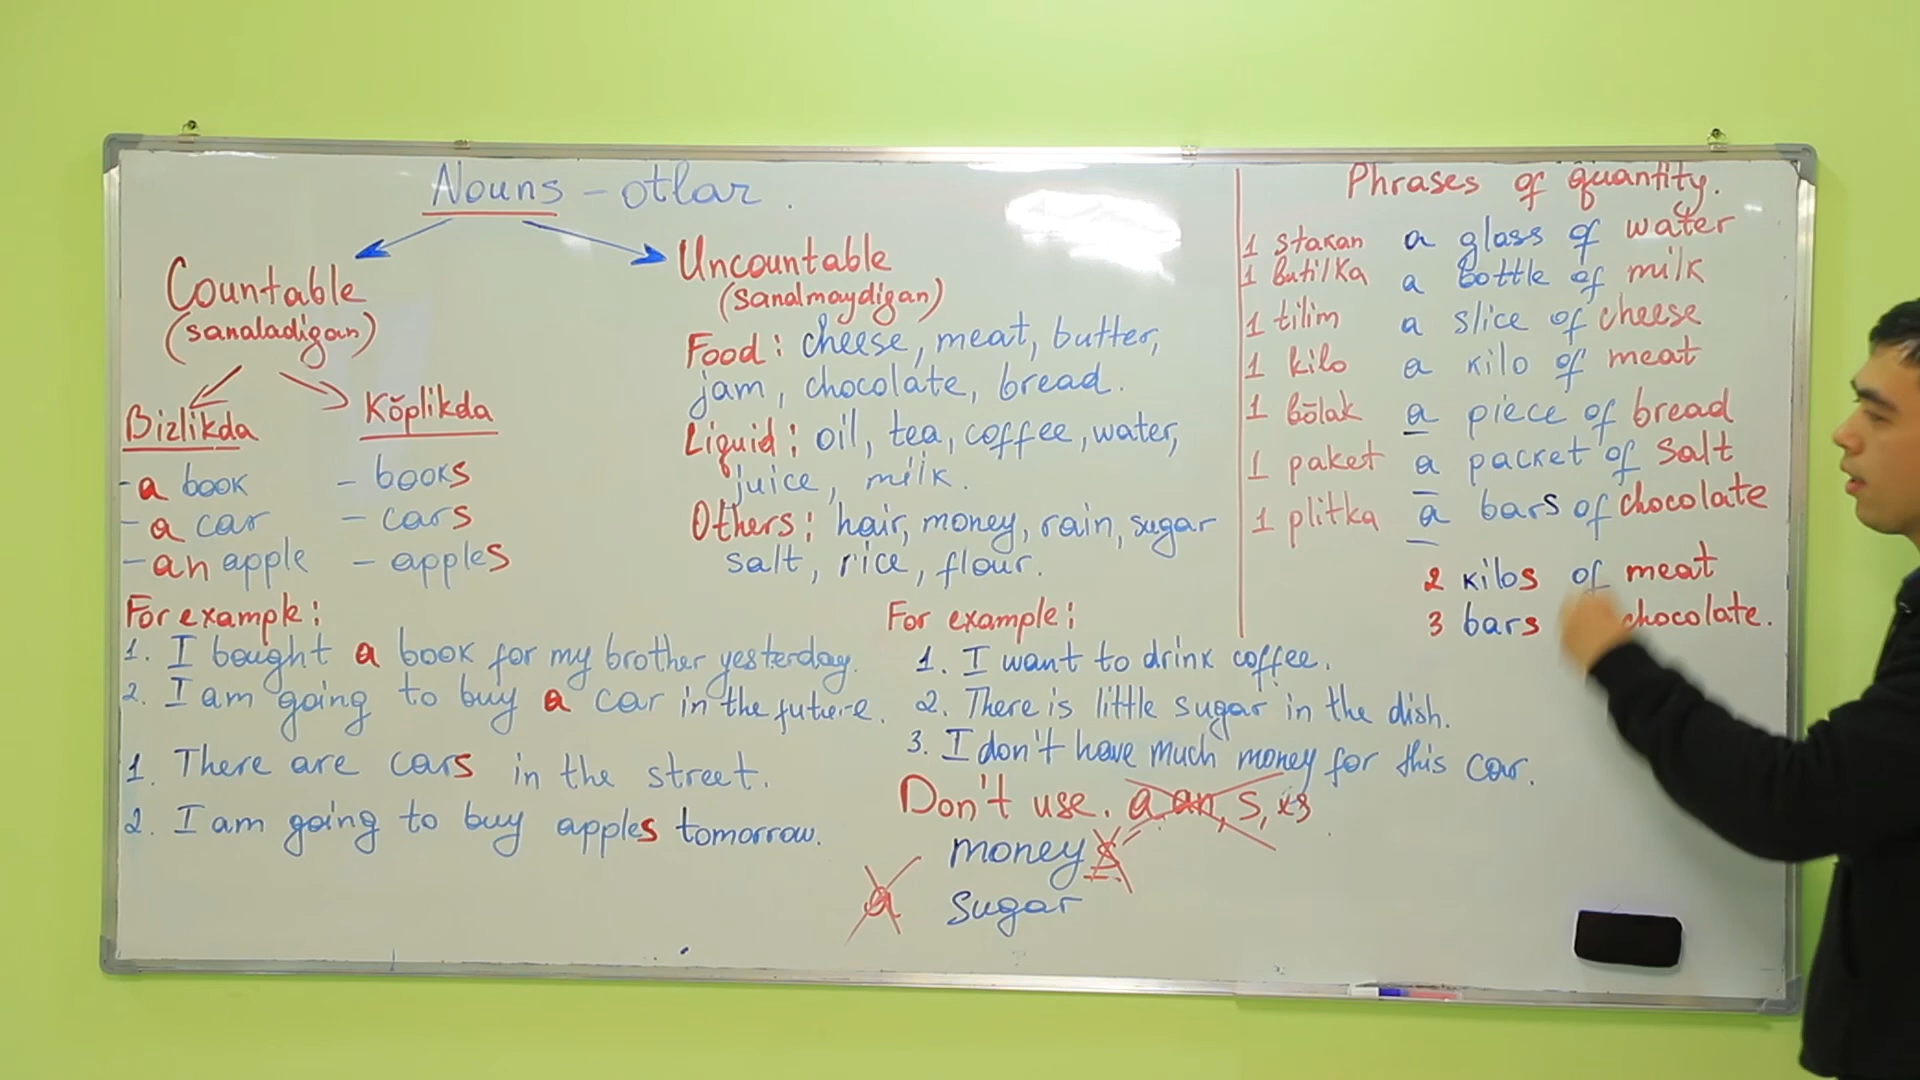 Nouns - otlar.
Countable
(sanaladigan)
Bizlikda
- a book
- a car
- an apple
Kŏplikda
- books
- cars
- apples
For example:
1. I bought a book for my brother yesterday.
2. I am going to buy a car in the future.
1. There are cars in the street.
2. I am going to buy apples tomorrow.
Uncountable
(sanalmaydigan)
Food: cheese, meat, butter,
jam, chocolate, bread.
Liquid: oil, tea, coffee, water,
juice, milk.
Others: hair, money, rain, sugar
salt, rice, flour.
For example:
1. I want to drink coffee.
2. There is little sugar in the dish.
3. I don't have much money for this car.
Don't use. a an, s,
moneys
a sugar
Phrases of quantity.
1 stakan a glass of water
1 butilka a bottle of milk
1 tilim a slice of cheese
1 kilo a kilo of meat
1 bōlak a piece of bread
1 paket a packet of salt
1 plitka a bars of chocolate
2 kilos of meat
3 bars chocolate.